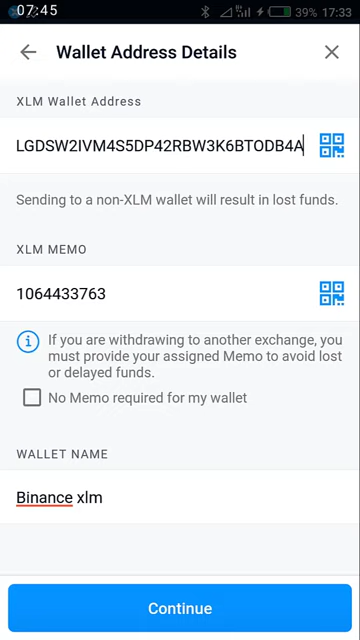 07:45
39% 17:33
Wallet Address Details
XLM Wallet Address
LGDSW2IVM4S5DP42RBW3K6BTODB4A
Sending to a non-XLM wallet will result in lost funds.
XLM MEMO
1064433763
If you are withdrawing to another exchange, you
must provide your assigned Memo to avoid lost
or delayed funds.
No Memo required for my wallet
WALLET NAME
Binance xlm
Continue